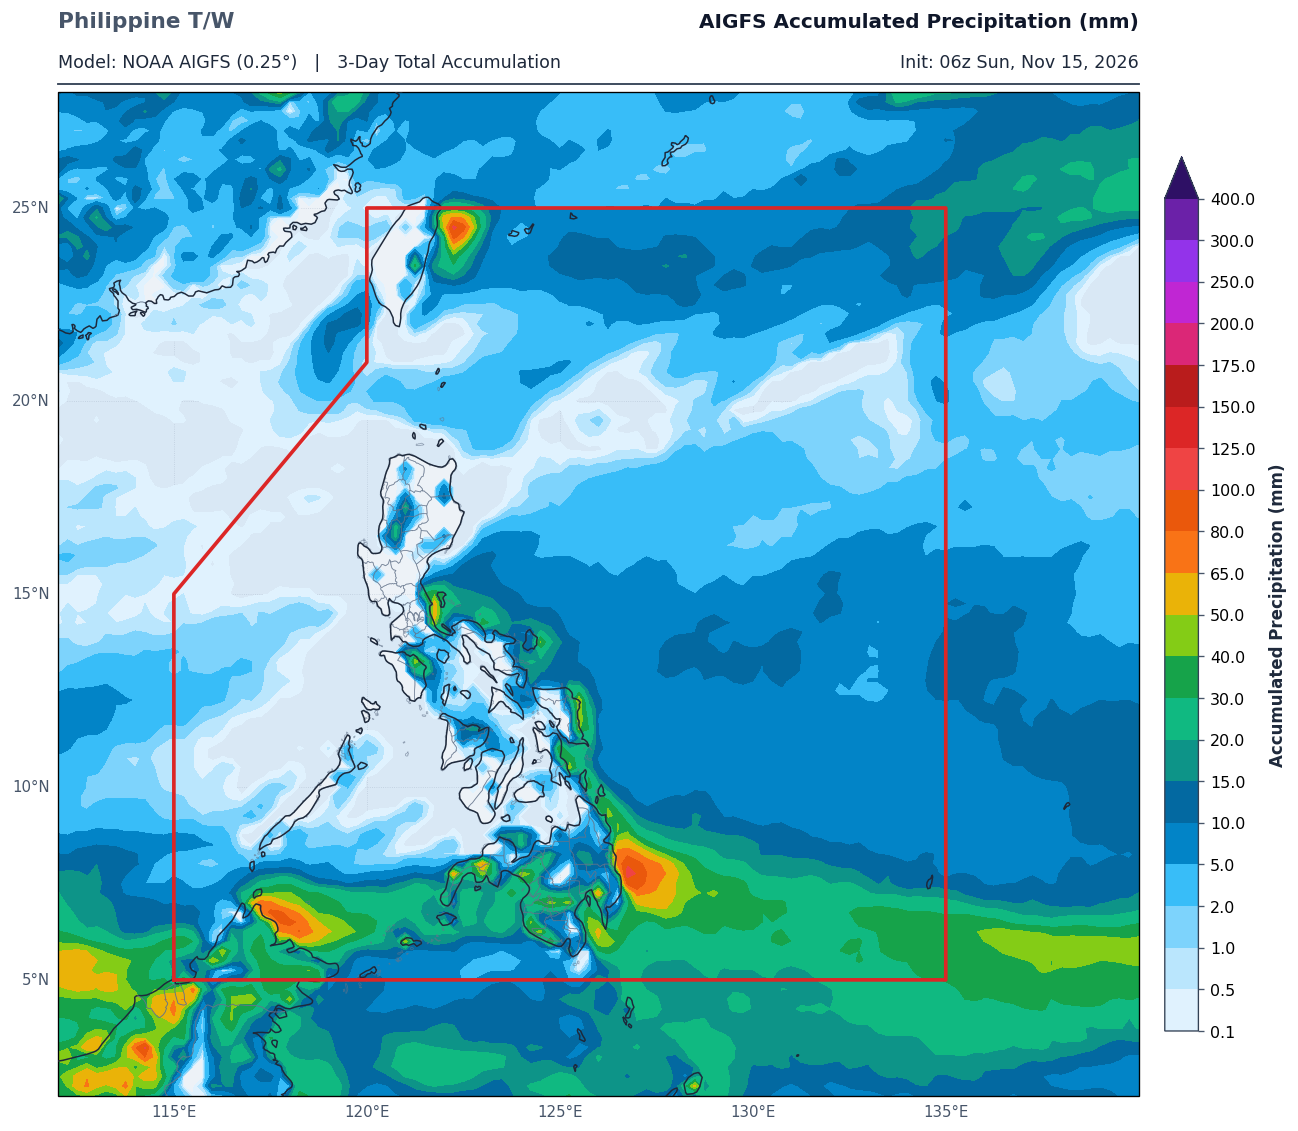 Philippine T/W
AIGFS Accumulated Precipitation (mm)
Model: NOAA AIGFS (0.25°)   |   3-Day Total Accumulation
Init: 06z Sun, Nov 15, 2026
25°N
20°N
15°N
10°N
5°N
115°E
120°E
125°E
130°E
135°E
400.0
300.0
250.0
200.0
175.0
150.0
125.0
100.0
80.0
65.0
50.0
40.0
30.0
20.0
15.0
10.0
5.0
2.0
1.0
0.5
0.1
Accumulated Precipitation (mm)